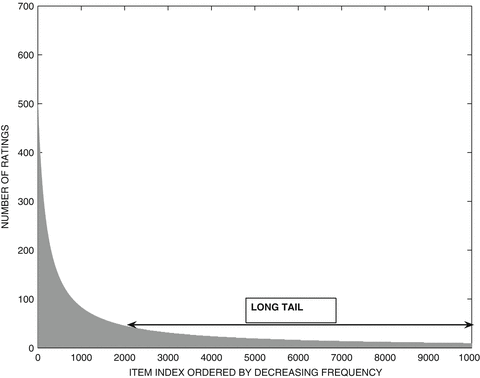 700
600
500
400
300
200
100
0
NUMBER OF RATINGS
LONG TAIL
0 1000 2000 3000 4000 5000 6000 7000 8000 9000 1000
ITEM INDEX ORDERED BY DECREASING FREQUENCY